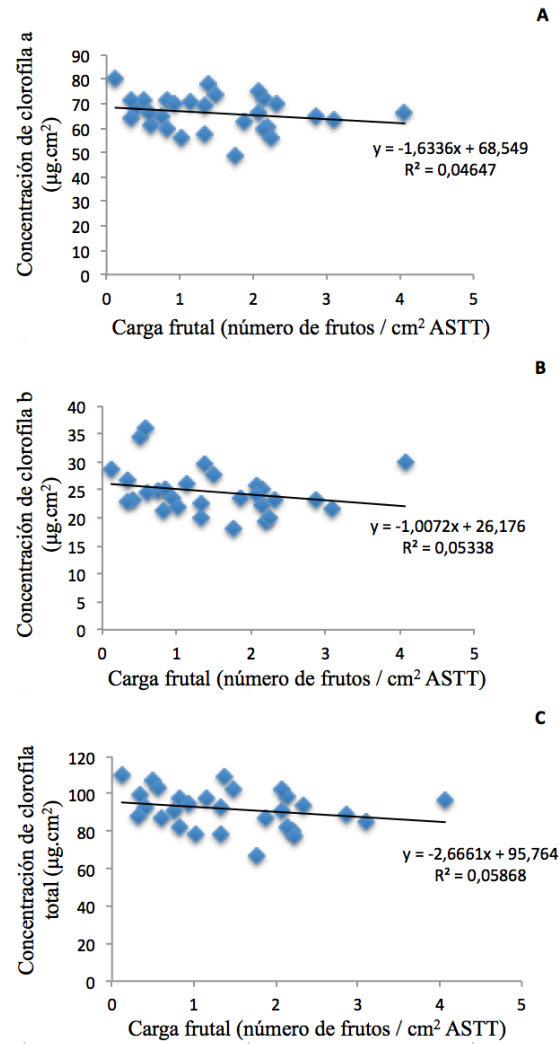 A
Concentración de clorofila a
(µg.cm²)
90
80
70
60
50
40
30
20
10
0
y = -1,6336x + 68,549
R² = 0,04647
0 1 2 3 4 5
Carga frutal (número de frutos / cm² ASTT)
B
Concentración de clorofila b
(µg.cm²)
40
35
30
25
20
15
10
5
0
y = -1,0072x + 26,176
R² = 0,05338
0 1 2 3 4 5
Carga frutal (número de frutos / cm² ASTT)
C
Concentración de clorofila
total (µg.cm²)
120
100
80
60
40
20
0
y = -2,6661x + 95,764
R² = 0,05868
0 1 2 3 4 5
Carga frutal (número de frutos / cm² ASTT)